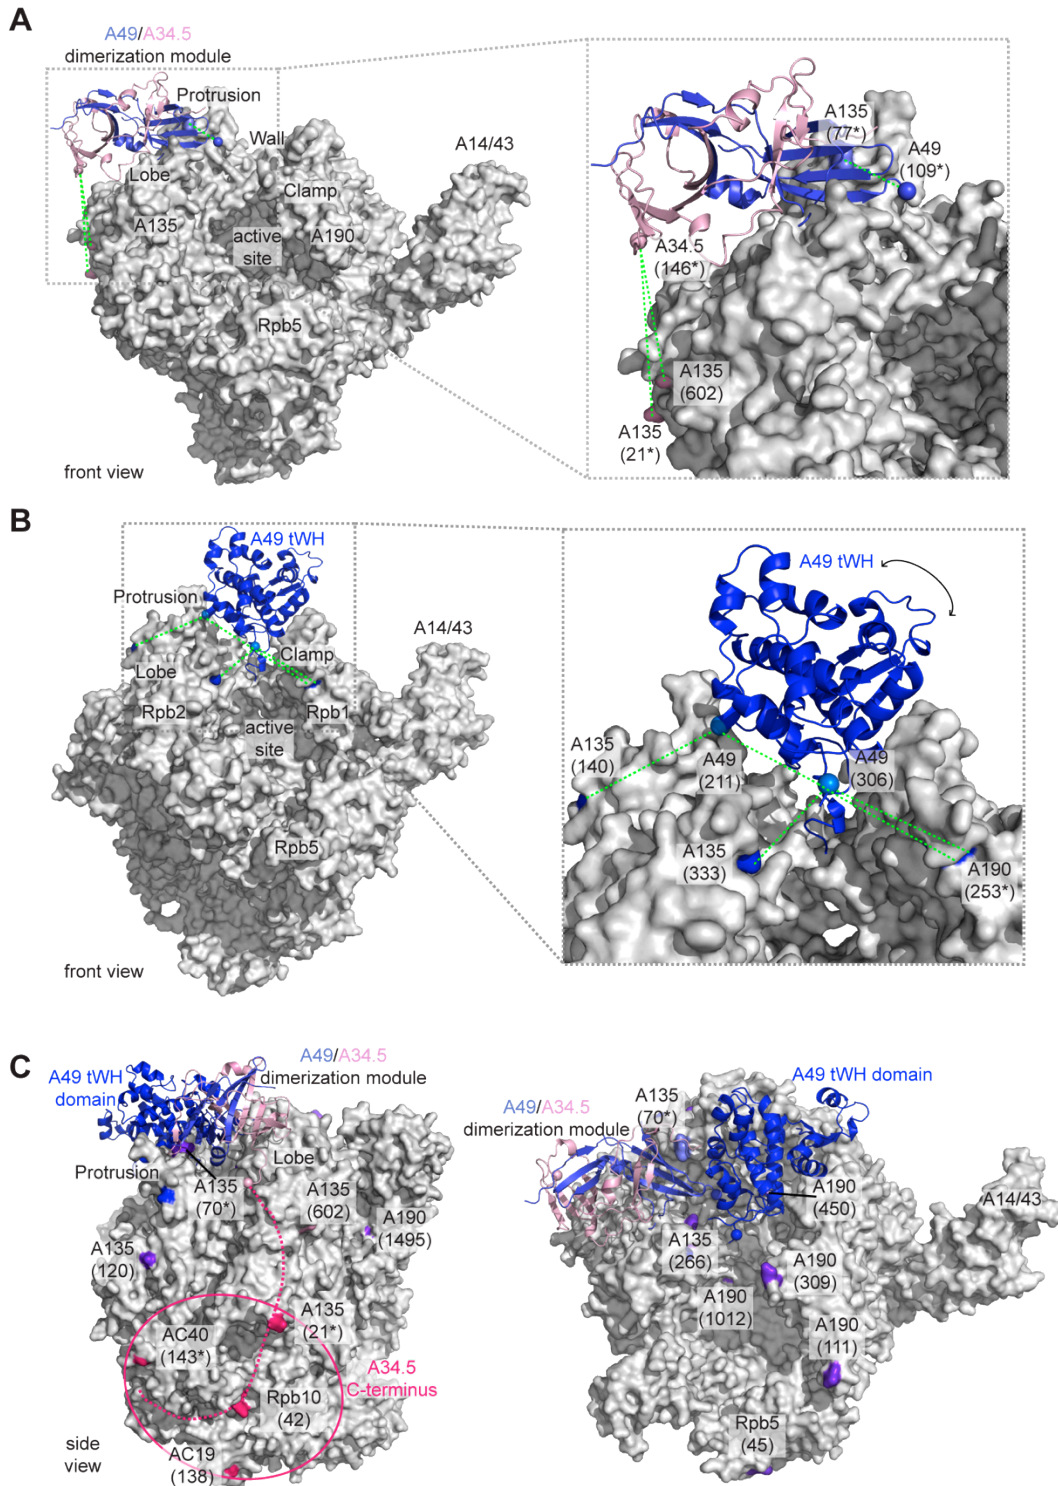 A
A49/A34.5
dimerization module
Protrusion
Wall
A14/43
Lobe
Clamp
A135
active
site
A190
Rpb5
front view
A135
(77*)
A49
(109*)
A34.5
(146*)
A135
(602)
A135
(21*)
B
A49 tWH
Protrusion
A14/43
Clamp
Lobe
Rpb2
active
site
Rpb1
Rpb5
front view
A49 tWH
A135
(140)
A49
(211)
A49
(306)
A135
(333)
A190
(253*)
C
A49/A34.5
dimerization module
A49 tWH
domain
Protrusion
Lobe
A135
(70*)
A135
(602)
A190
(1495)
A135
(120)
A135
(21*)
AC40
(143*)
A34.5
C-terminus
Rpb10
(42)
AC19
(138)
side
view
A49/A34.5
dimerization module
A135
(70*)
A49 tWH domain
A190
(450)
A14/43
A135
(266)
A190
(309)
A190
(1012)
A190
(111)
Rpb5
(45)